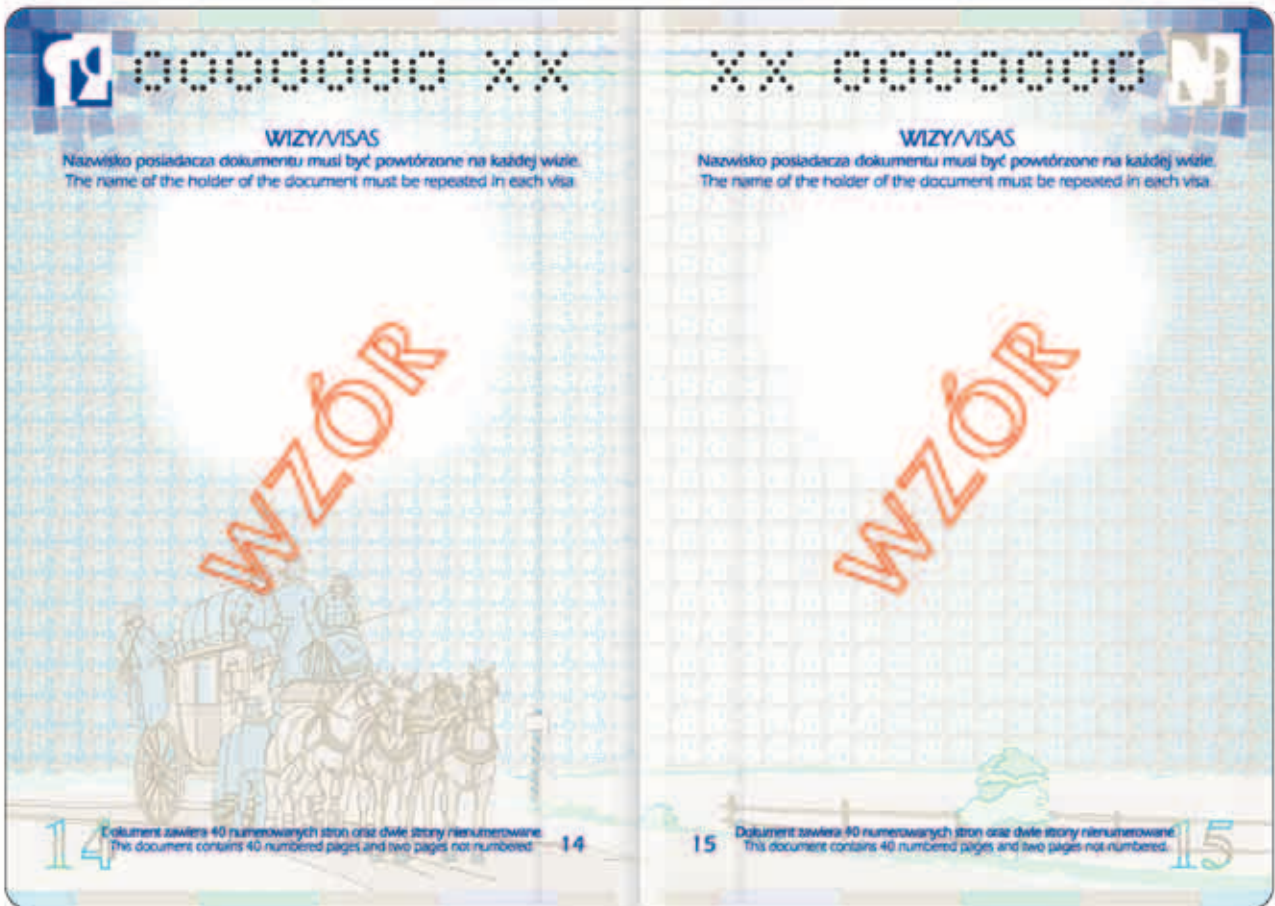 0000000 XX
WIZY/VISAS
Nazwisko posiadacza dokumentu musi być powtórzone na każdej wizie.
The name of the holder of the document must be repeated in each visa.
WZÓR
14
Dokument zawiera 40 numerowanych stron oraz dwie strony nienumerowane.
This document contains 40 numbered pages and two pages not numbered.
14
XX 0000000
WIZY/VISAS
Nazwisko posiadacza dokumentu musi być powtórzone na każdej wizie.
The name of the holder of the document must be repeated in each visa.
WZÓR
15
Dokument zawiera 40 numerowanych stron oraz dwie strony nienumerowane.
This document contains 40 numbered pages and two pages not numbered.
15